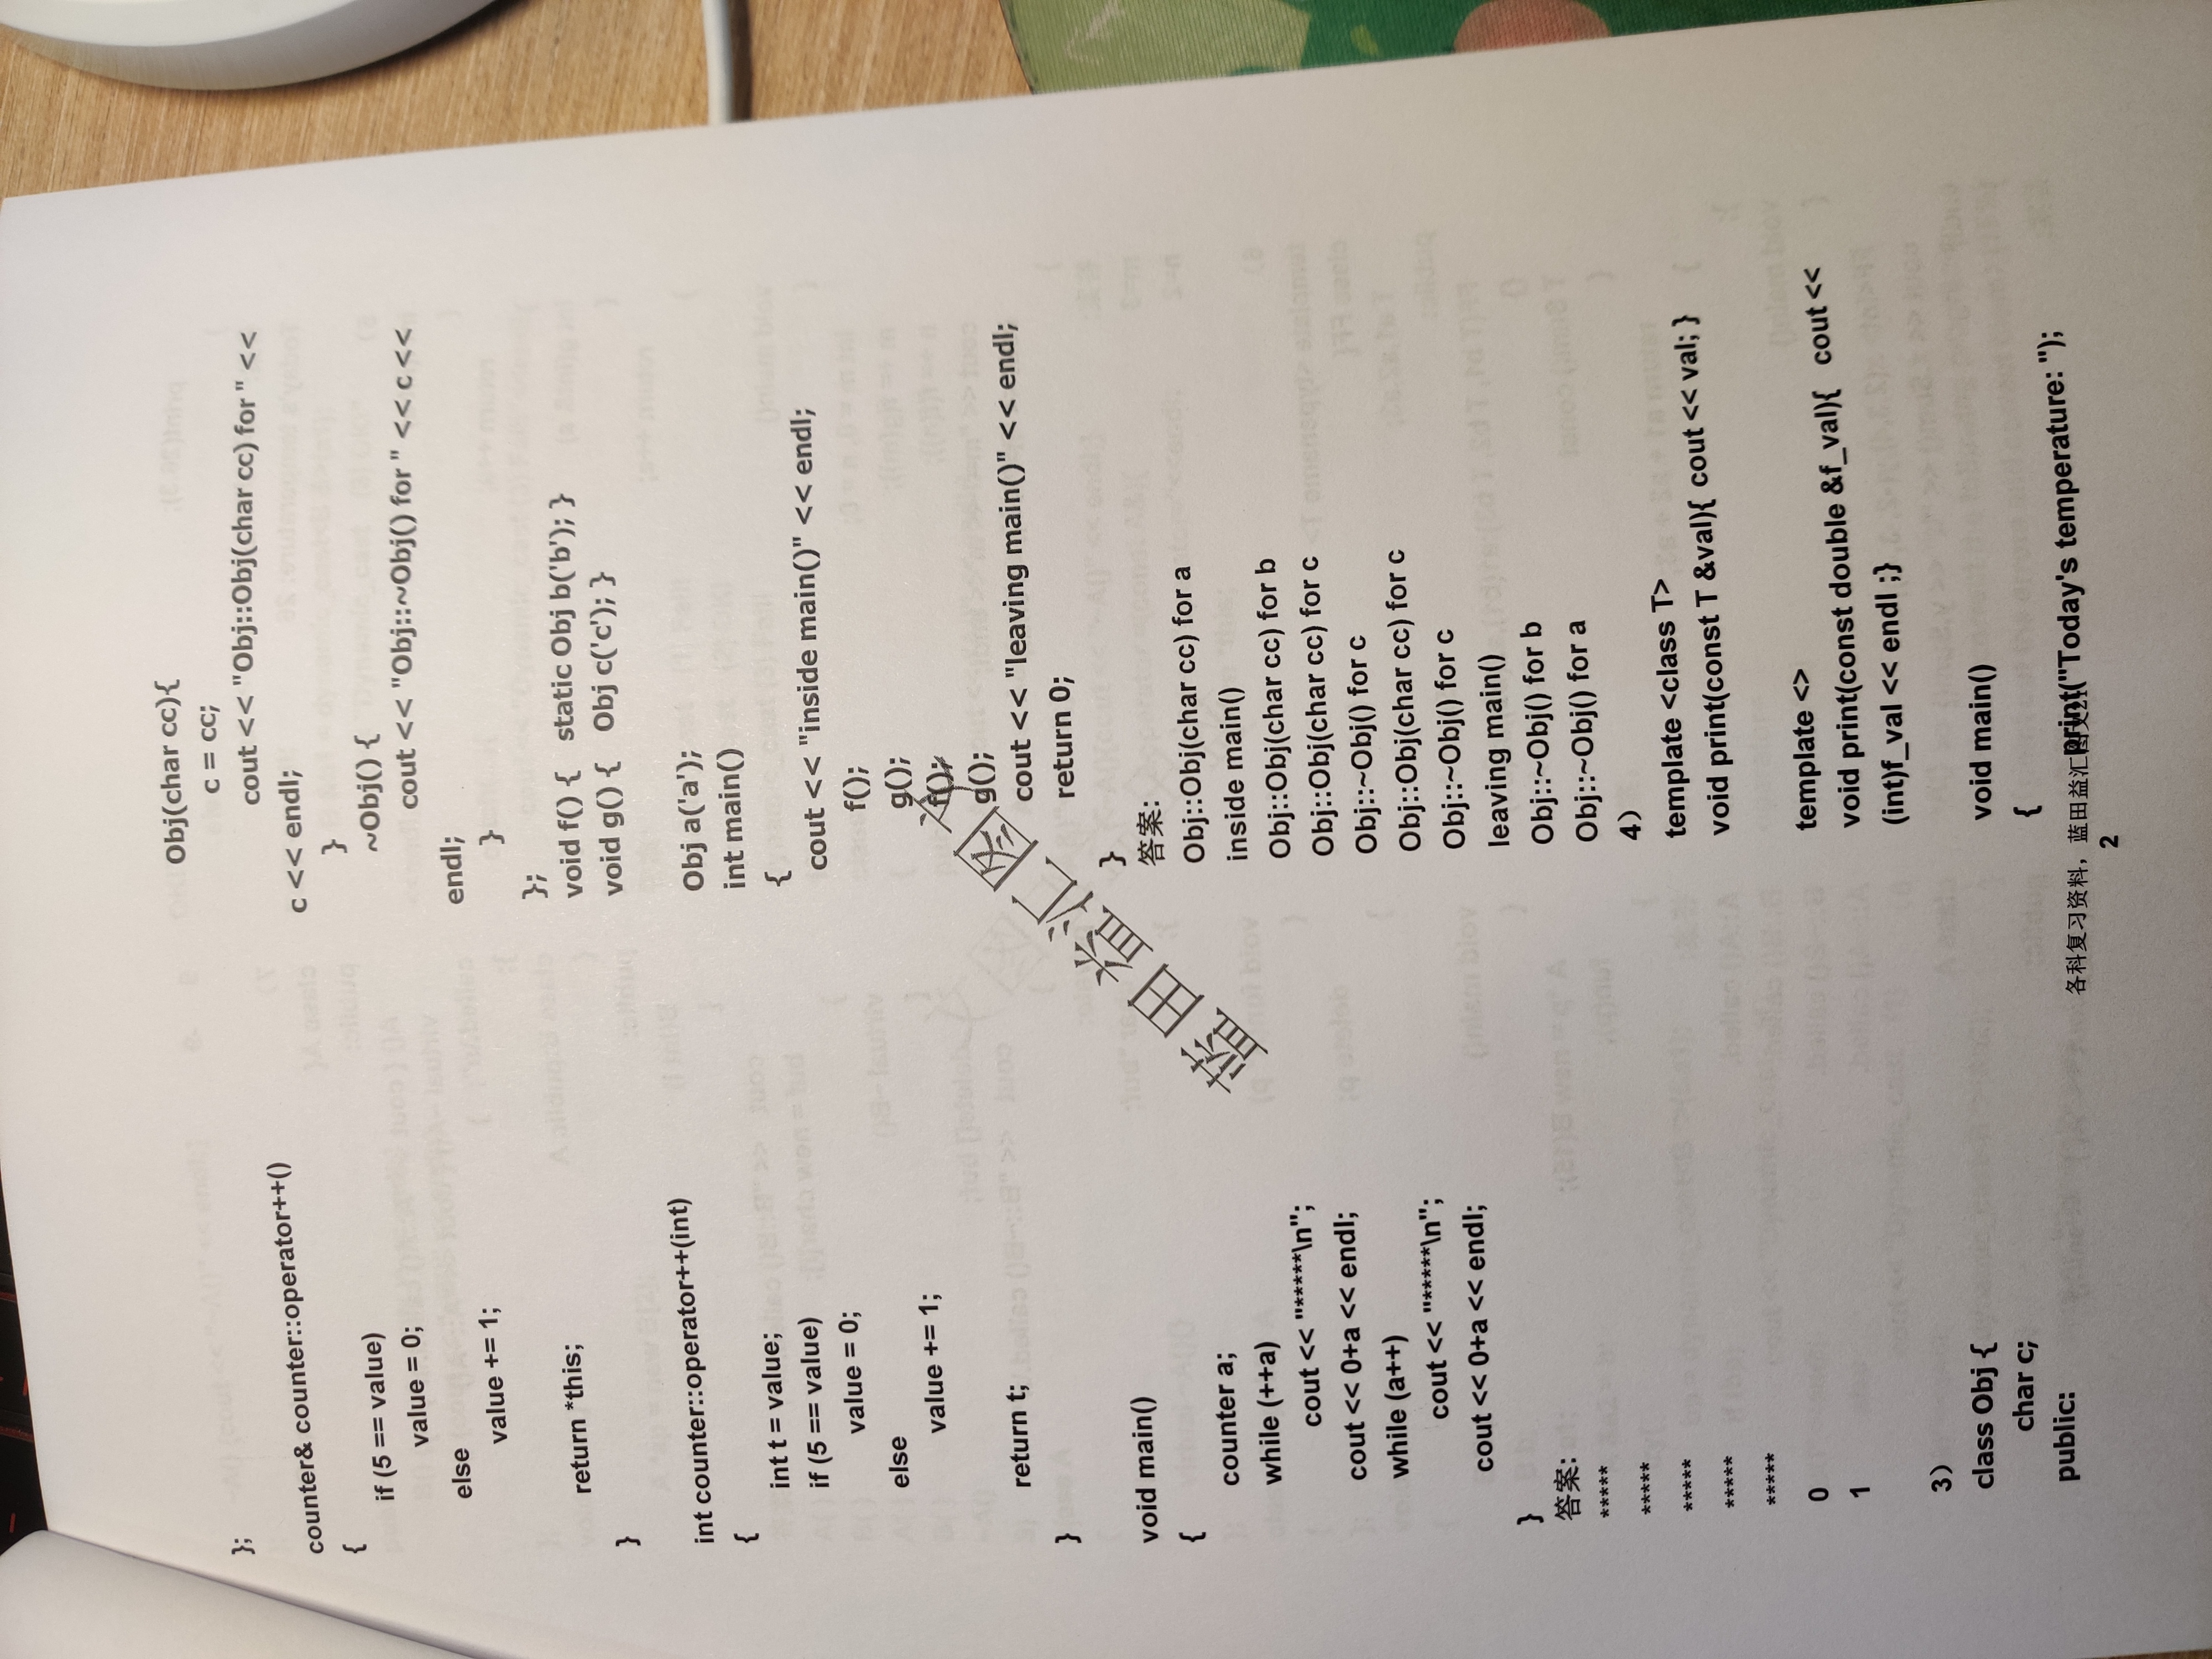 };
counter& counter::operator++()
{
if (5 == value)
value = 0;
else
value += 1;
return *this;
}
int counter::operator++(int)
{
int t = value;
if (5 == value)
value = 0;
else
value += 1;
return t;
}
void main()
{
counter a;
while (++a)
cout << "*****\n";
cout << 0+a << endl;
while (a++)
cout << "*****\n";
cout << 0+a << endl;
}
答案:
*****
*****
*****
*****
*****
0
1
3）
class Obj {
char c;
public:
Obj(char cc){
c = cc;
cout << "Obj::Obj(char cc) for " <<
c << endl;
}
~Obj() {
cout << "Obj::~Obj() for " << c <<
endl;
}
};
void f() { static Obj b('b'); }
void g() { Obj c('c'); }
Obj a('a');
int main()
{
cout << "inside main()" << endl;
f();
g();
f();
g();
cout << "leaving main()" << endl;
return 0;
}
答案:
Obj::Obj(char cc) for a
inside main()
Obj::Obj(char cc) for b
Obj::Obj(char cc) for c
Obj::~Obj() for c
Obj::Obj(char cc) for c
Obj::~Obj() for c
leaving main()
Obj::~Obj() for b
Obj::~Obj() for a
4）
template <class T>
void print(const T &val){ cout << val; }
template <>
void print(const double &f_val){ cout <<
(int)f_val << endl ;}
void main()
{
print("Today's temperature: ");
蓝田益汇图文
各科复习资料，蓝田益汇图文21
2